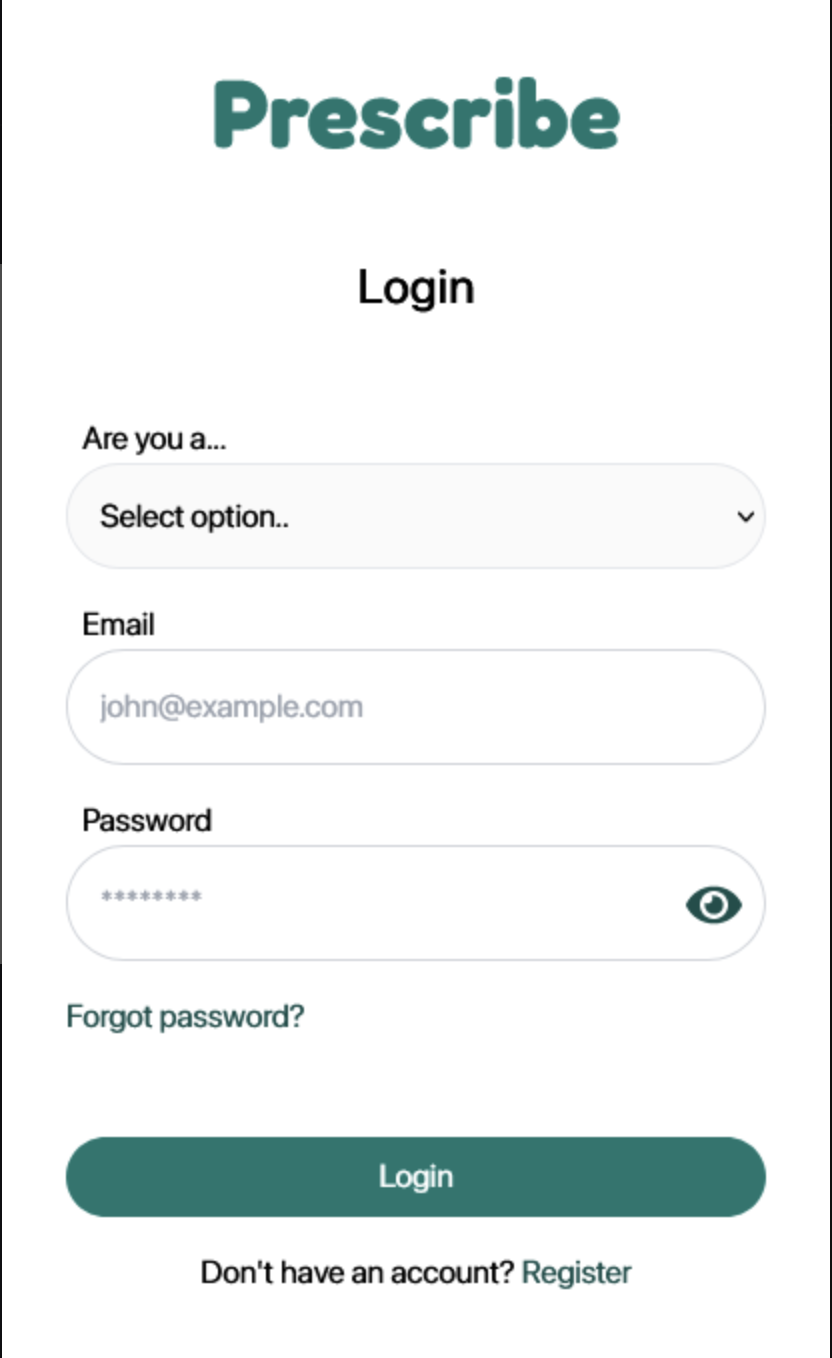 Prescribe
Login
Are you a...
Select option..
Email
john@example.com
Password
********
Forgot password?
Login
Don't have an account? Register